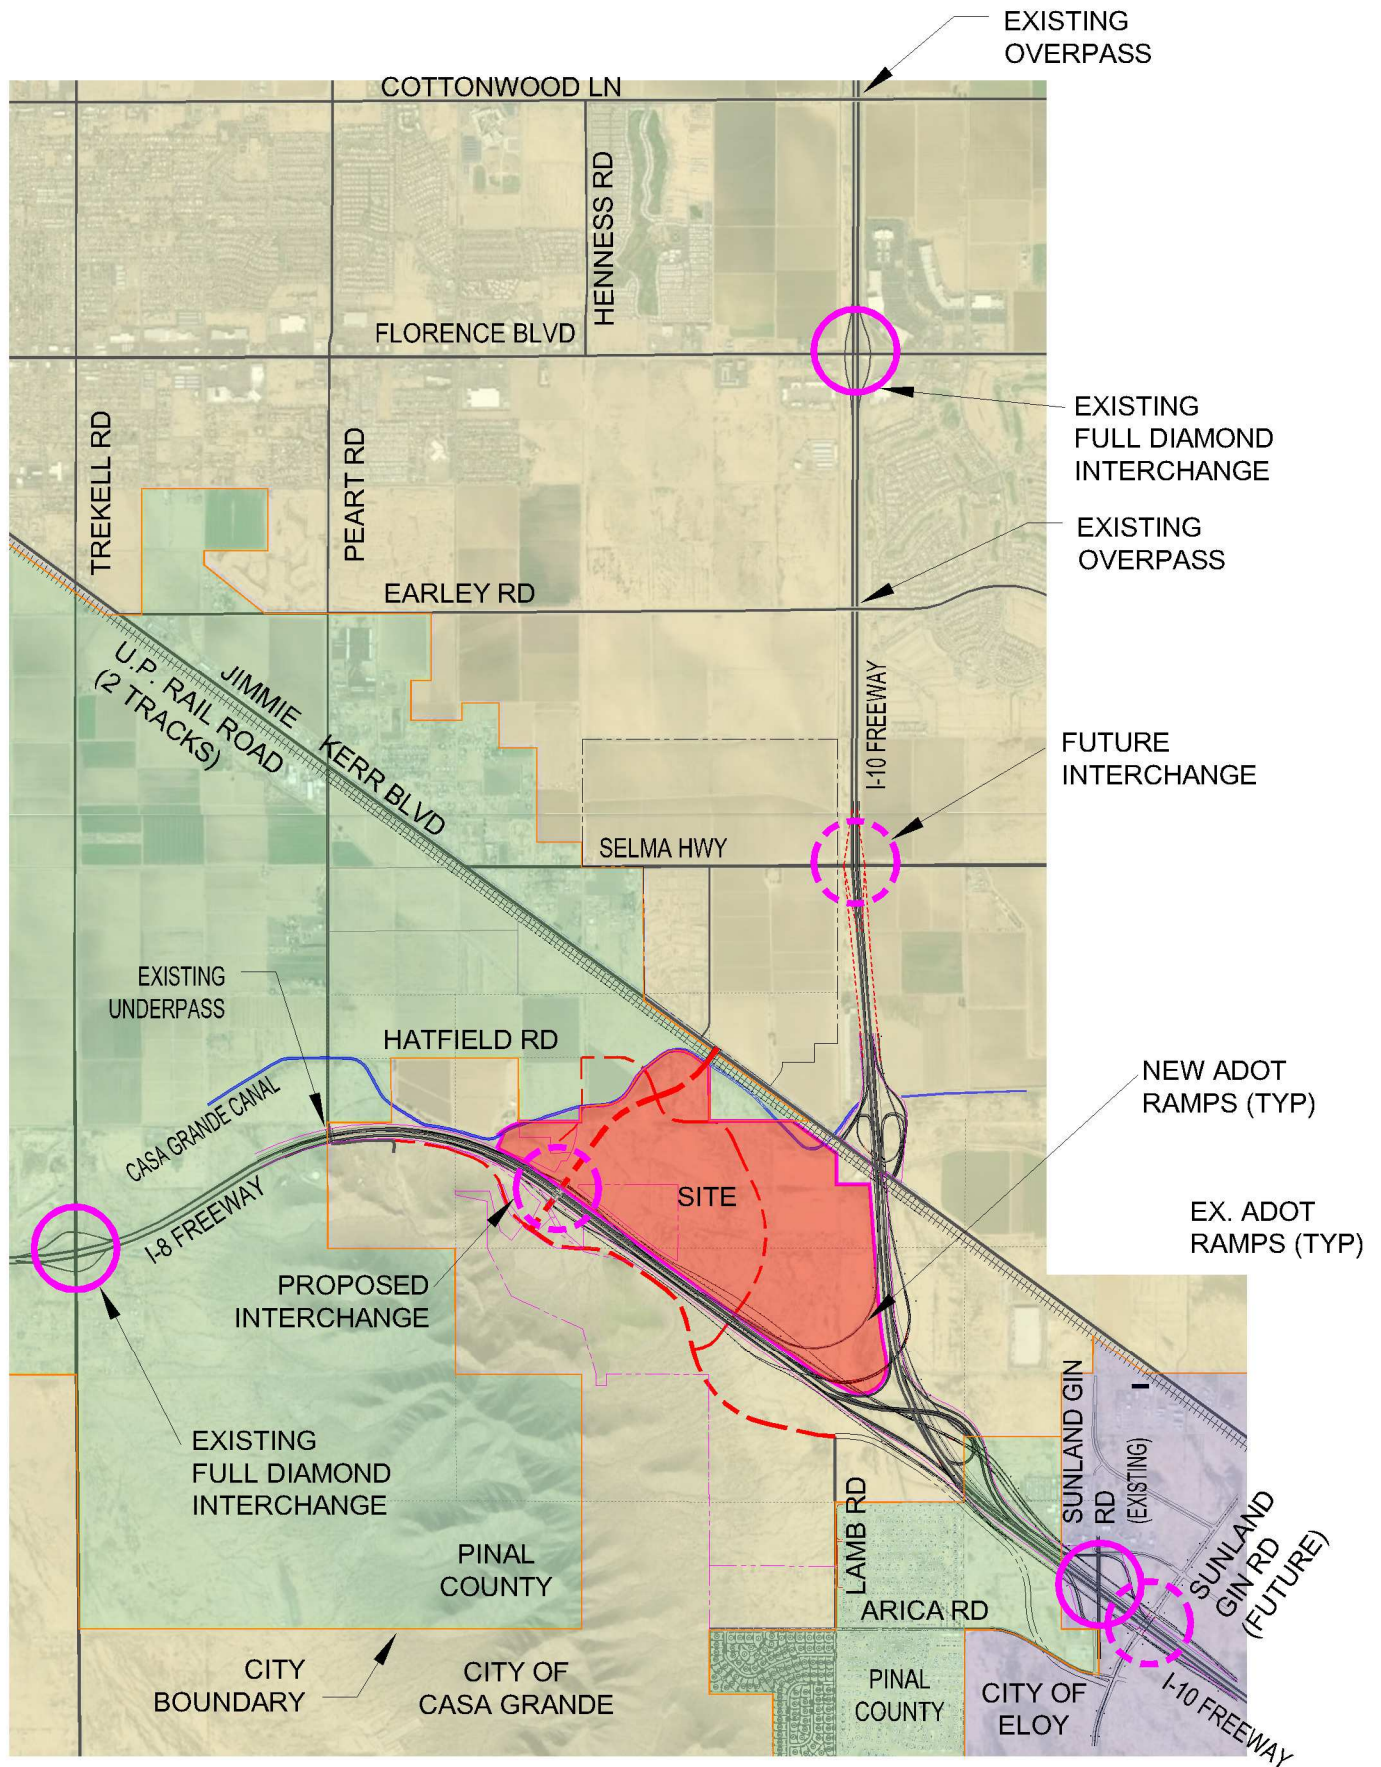 EXISTING
OVERPASS
COTTONWOOD LN
HENNESS RD
FLORENCE BLVD
EXISTING
FULL DIAMOND
INTERCHANGE
TREKELL RD
PEART RD
EXISTING
OVERPASS
EARLEY RD
JIMMIE KERR BLVD
U.P. RAIL ROAD
(2 TRACKS)
I-10 FREEWAY
FUTURE
INTERCHANGE
SELMA HWY
EXISTING
UNDERPASS
HATFIELD RD
CASA GRANDE CANAL
NEW ADOT
RAMPS (TYP)
I-8 FREEWAY
SITE
EX. ADOT
RAMPS (TYP)
PROPOSED
INTERCHANGE
EXISTING
FULL DIAMOND
INTERCHANGE
SUNLAND GIN
RD
(EXISTING)
LAMB RD
SUNLAND
GIN RD
(FUTURE)
PINAL
COUNTY
ARICA RD
CITY
BOUNDARY
CITY OF
CASA GRANDE
PINAL
COUNTY
CITY OF
ELOY
I-10 FREEWAY